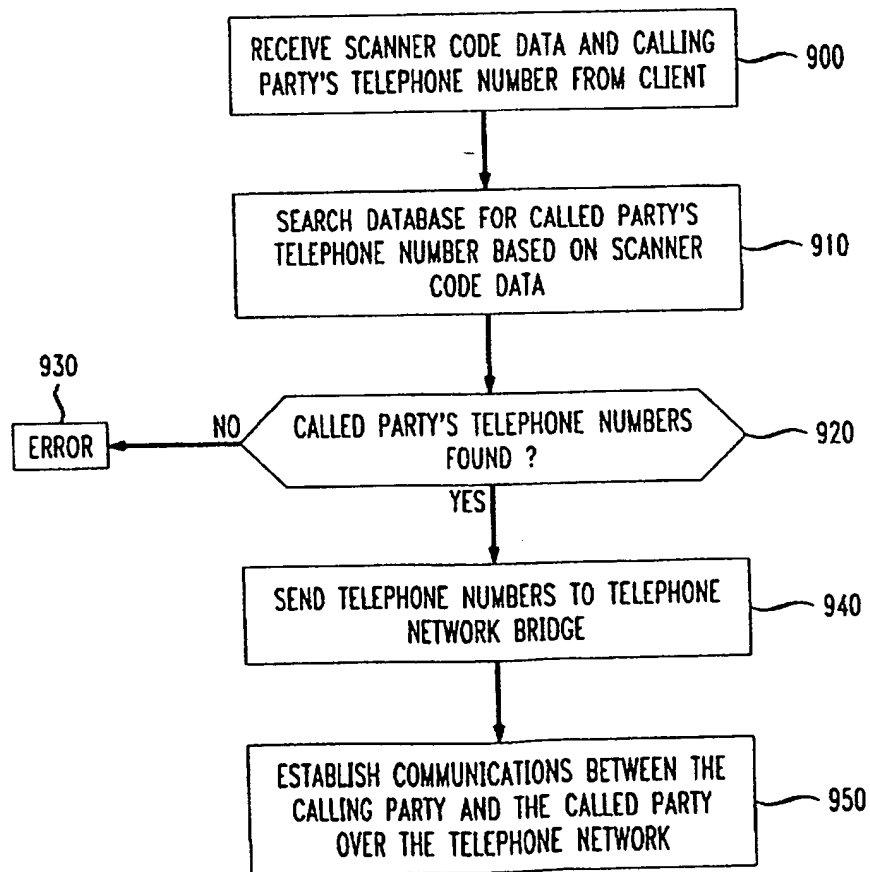 RECEIVE SCANNER CODE DATA AND CALLING
PARTY'S TELEPHONE NUMBER FROM CLIENT
900
SEARCH DATABASE FOR CALLED PARTY'S
TELEPHONE NUMBER BASED ON SCANNER
CODE DATA
910
930
ERROR
NO
CALLED PARTY'S TELEPHONE NUMBERS
FOUND ?
920
YES
SEND TELEPHONE NUMBERS TO TELEPHONE
NETWORK BRIDGE
940
ESTABLISH COMMUNICATIONS BETWEEN THE
CALLING PARTY AND THE CALLED PARTY
OVER THE TELEPHONE NETWORK
950